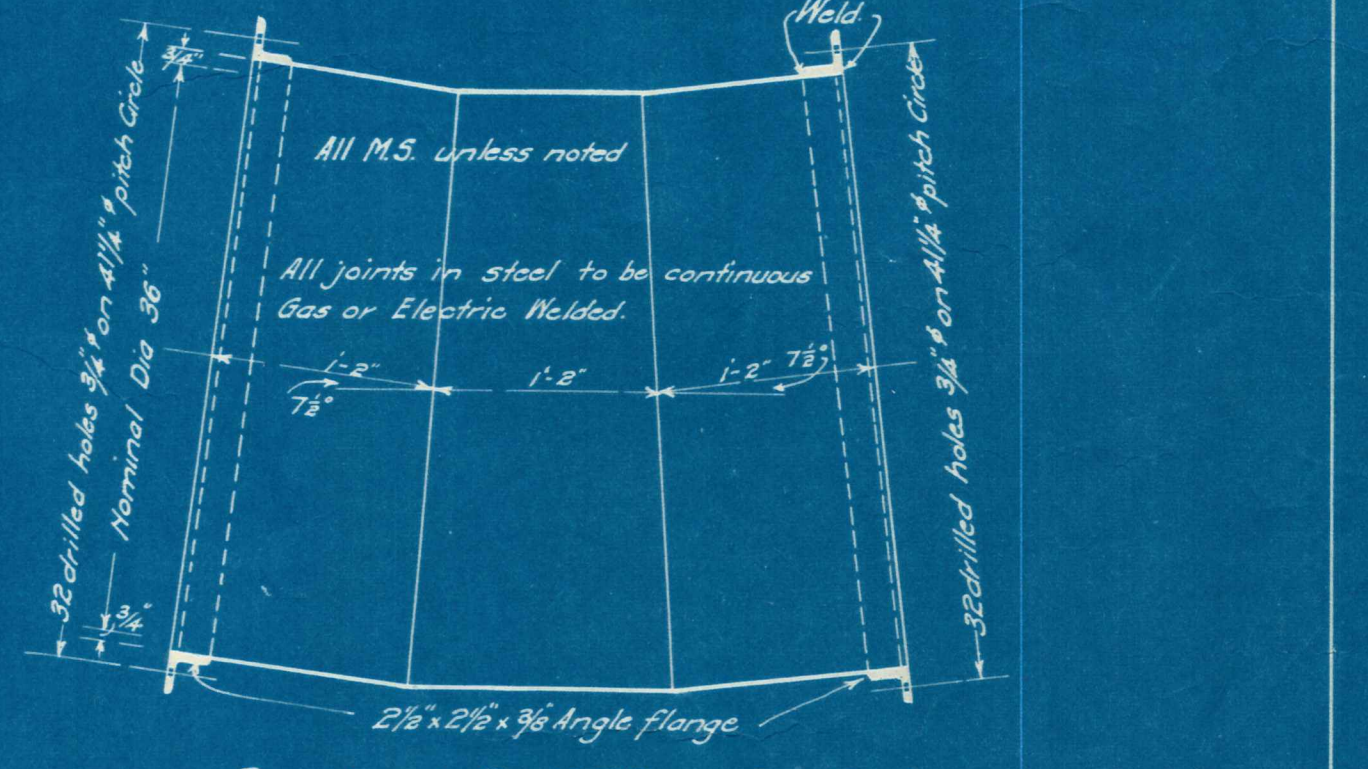 Weld.
3/4"
32 drilled holes 3/4"ϕ on 41 1/4"ϕ pitch Circle
Nominal Dia 36"
All M.S. unless noted
All joints in steel to be continuous
Gas or Electric Welded.
1'-2"
1'-2"
1'-2"
7 1/2°
7 1/2°
32 drilled holes 3/4"ϕ on 41 1/4"ϕ pitch Circle
3/4"
2 1/2" x 2 1/2" x 3/8" Angle flange